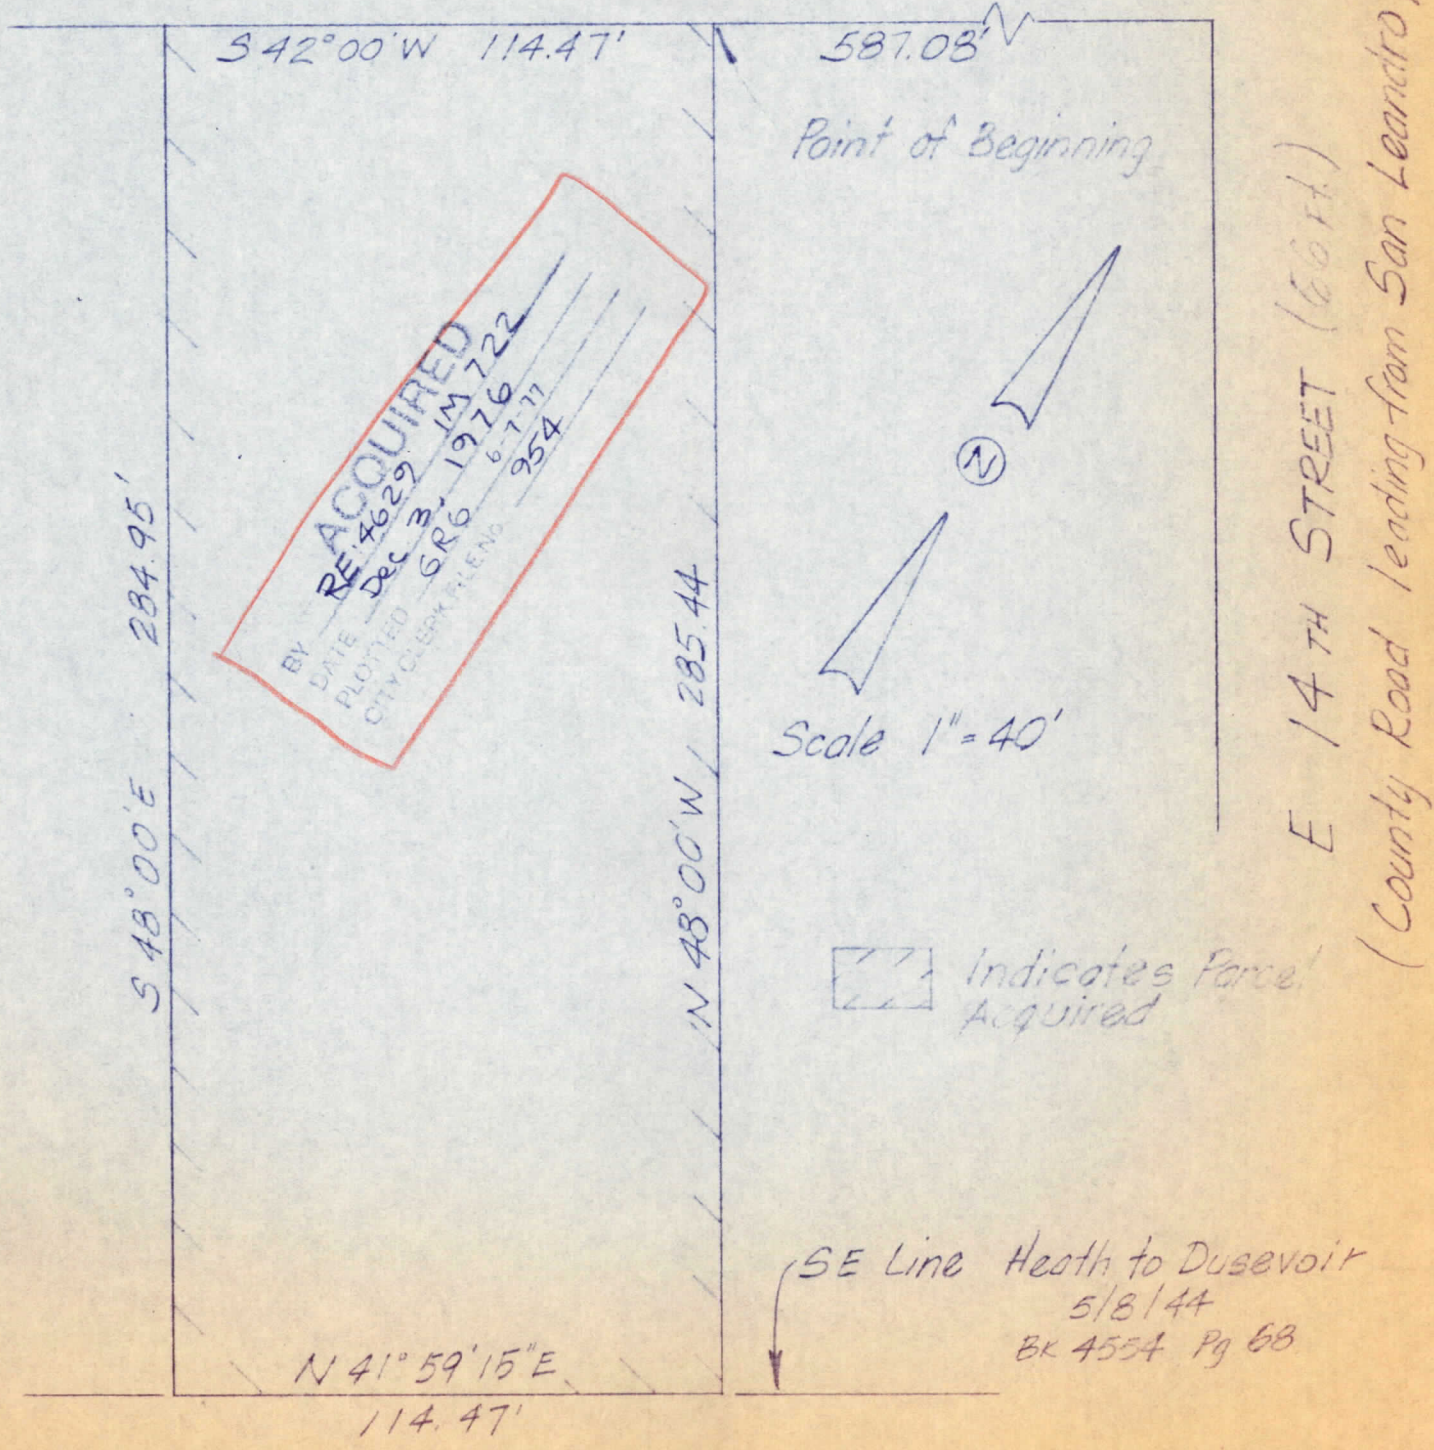 S 42°00'W 114.47'
587.08'
Point of Beginning
ACQUIRED
BY RE:4629 IM 722
DATE Dec. 3, 1976
PLOTTED GRG 6-7-77
CITY CLERK FILE No 954
S 48°00'E 284.95'
N 48°00'W 285.44
N
Scale 1"=40'
E 14TH STREET (66 Ft)
(County Road leading from San Leandro,
Indicates Parcel
Acquired
SE Line Heath to Dusevoir
5/8/44
BK 4554 Pg 68
N 41°59'15"E
114.47'